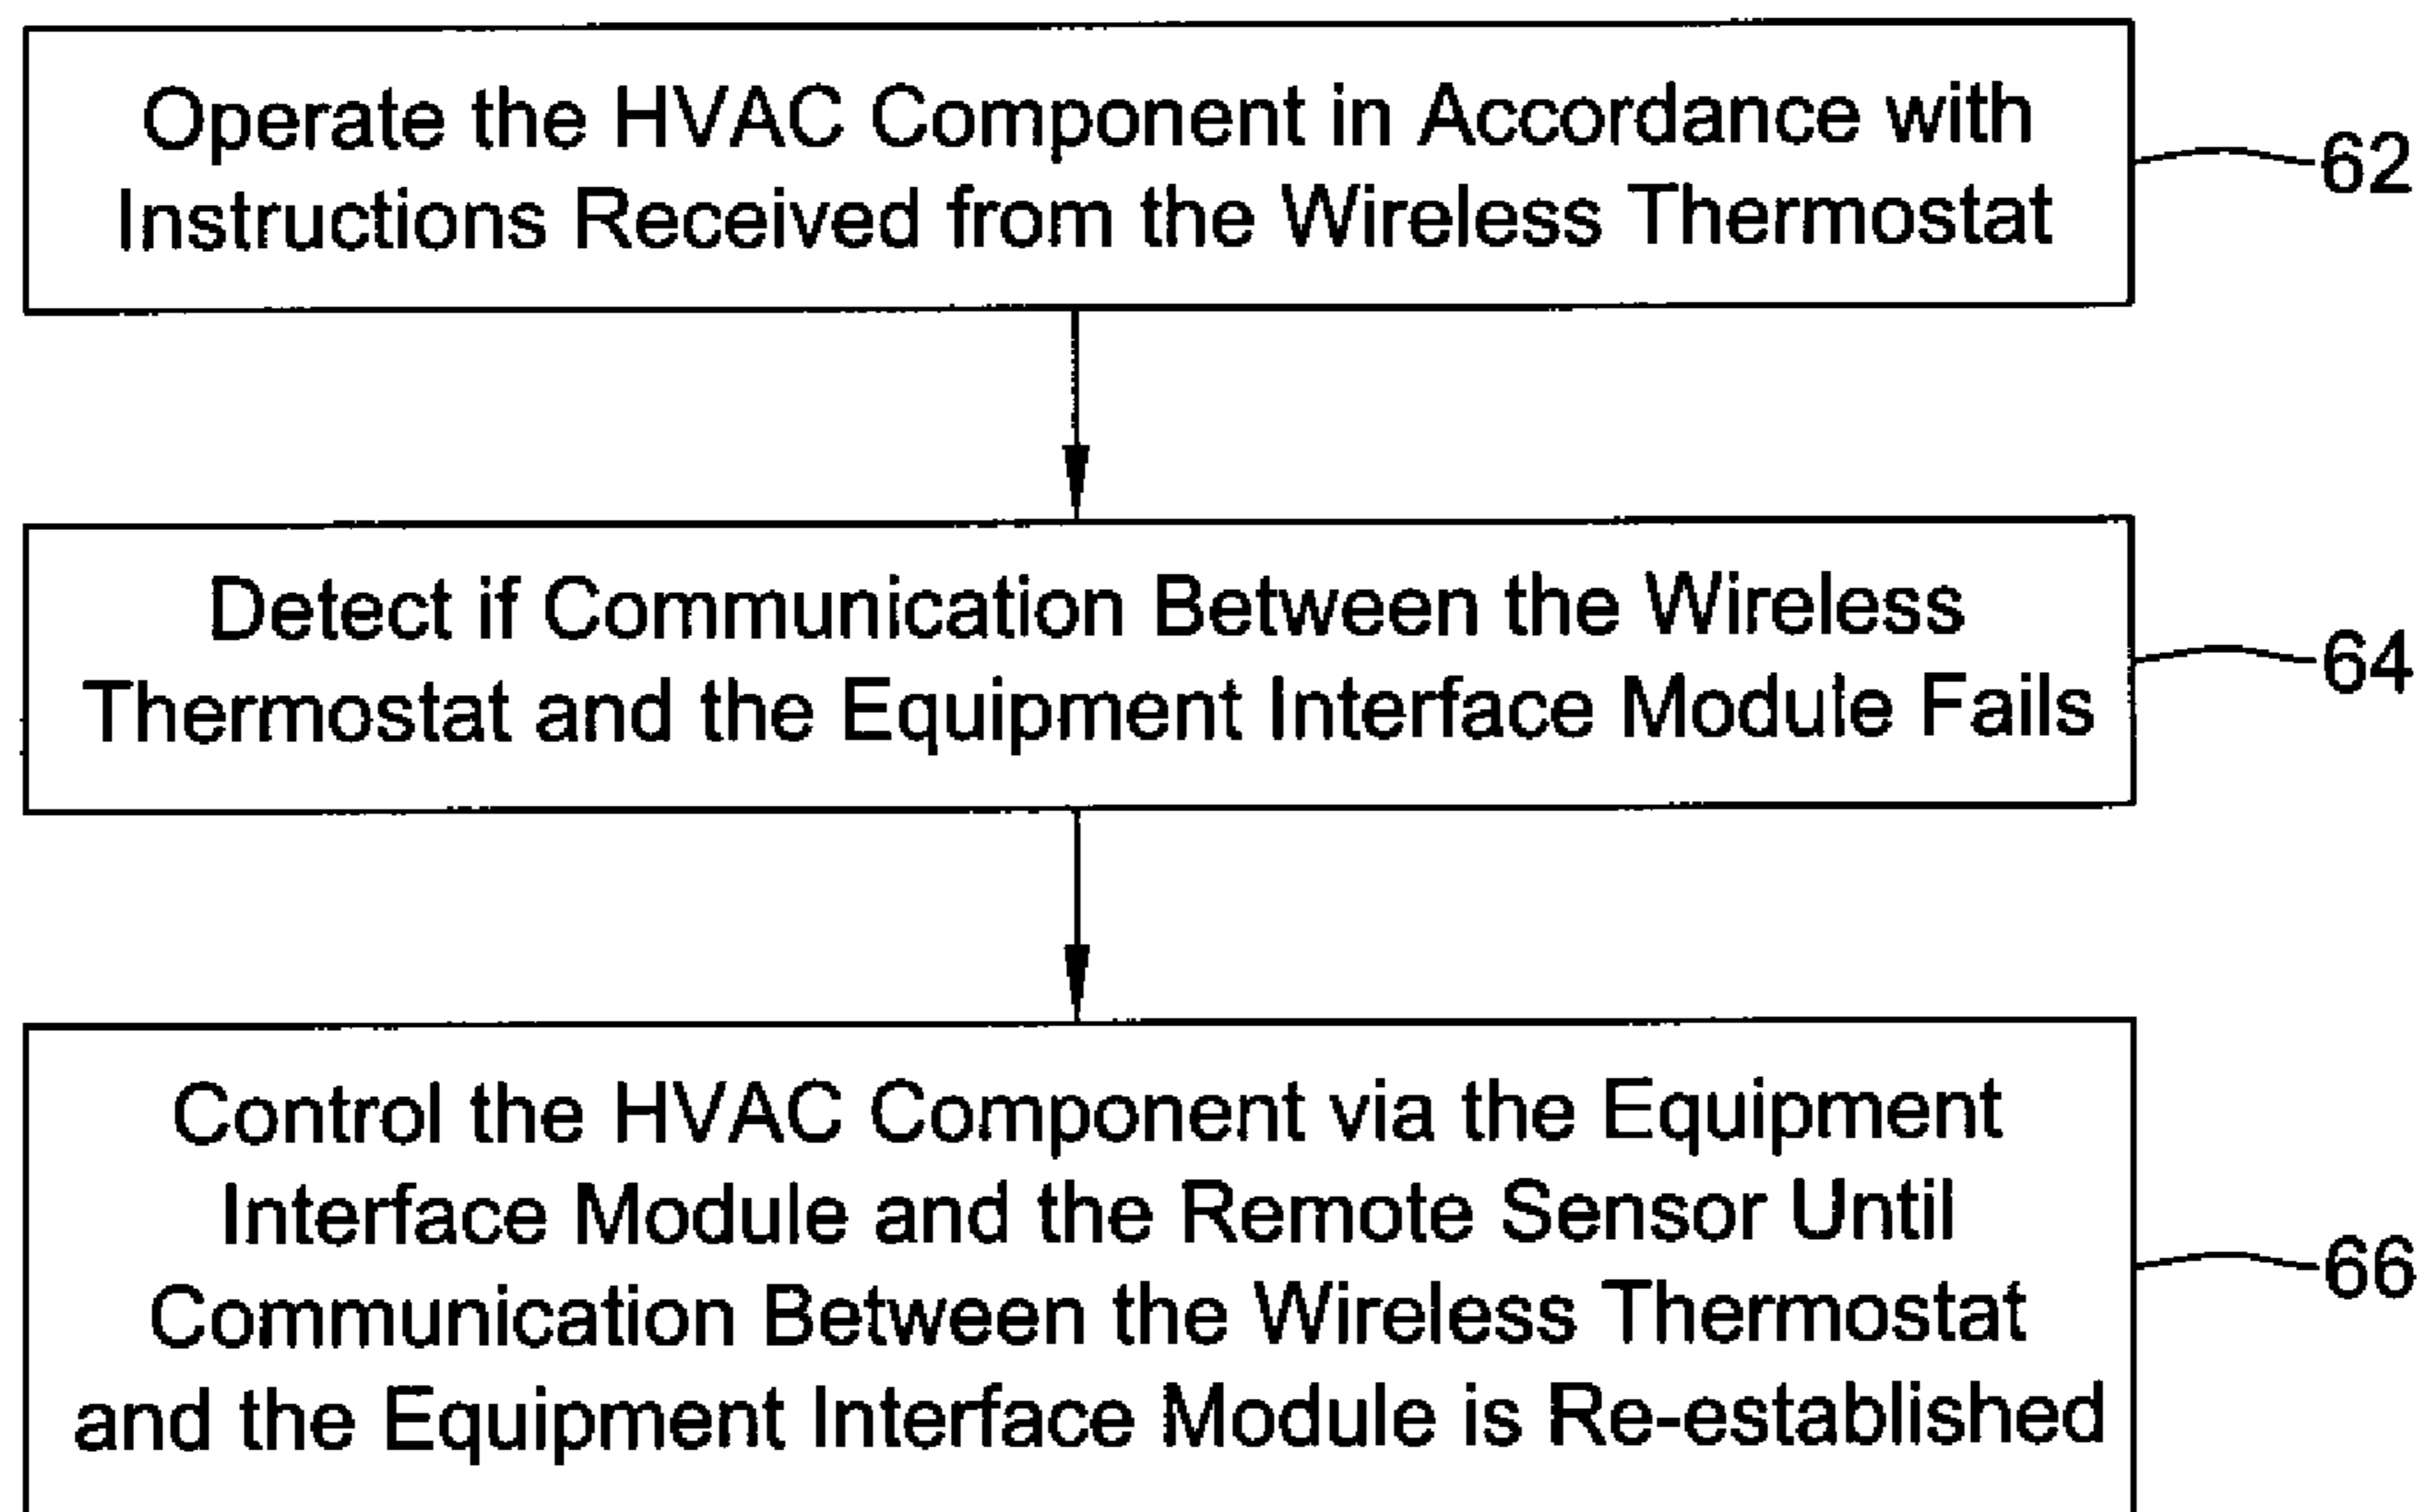 Operate the HVAC Component in Accordance with
Instructions Received from the Wireless Thermostat
62
Detect if Communication Between the Wireless
Thermostat and the Equipment Interface Module Fails
64
Control the HVAC Component via the Equipment
Interface Module and the Remote Sensor Until
Communication Between the Wireless Thermostat
and the Equipment Interface Module is Re-established
66